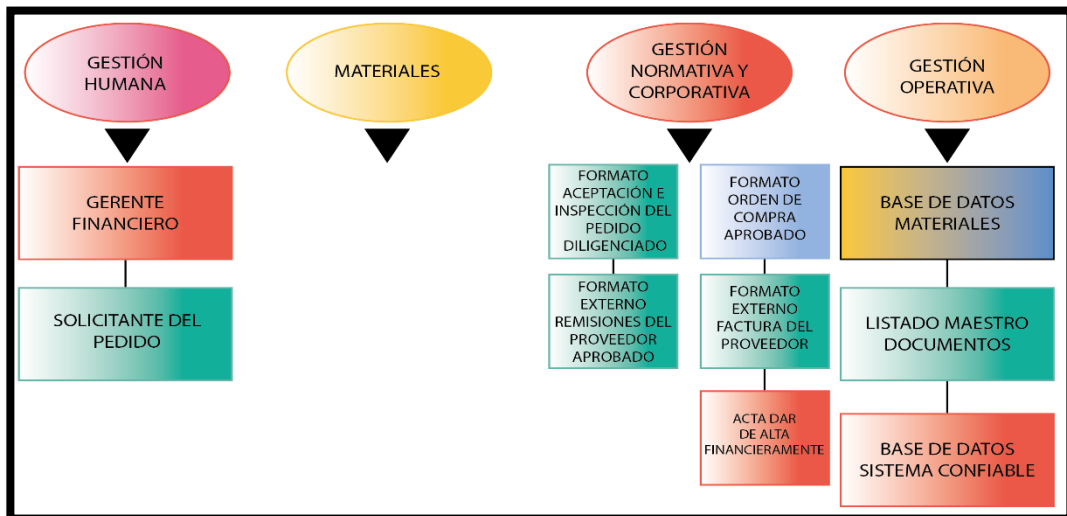 GESTIÓN
HUMANA
MATERIALES
GESTIÓN
NORMATIVA Y
CORPORATIVA
GESTIÓN
OPERATIVA
GERENTE
FINANCIERO
SOLICITANTE DEL
PEDIDO
FORMATO
ACEPTACIÓN E
INSPECCIÓN DEL
PEDIDO
DILIGENCIADO
FORMATO
EXTERNO
REMISIONES DEL
PROVEEDOR
APROBADO
FORMATO
ORDEN DE
COMPRA
APROBADO
FORMATO
EXTERNO
FACTURA DEL
PROVEEDOR
ACTA DAR
DE ALTA
FINANCIERAMENTE
BASE DE DATOS
MATERIALES
LISTADO MAESTRO
DOCUMENTOS
BASE DE DATOS
SISTEMA CONFIABLE